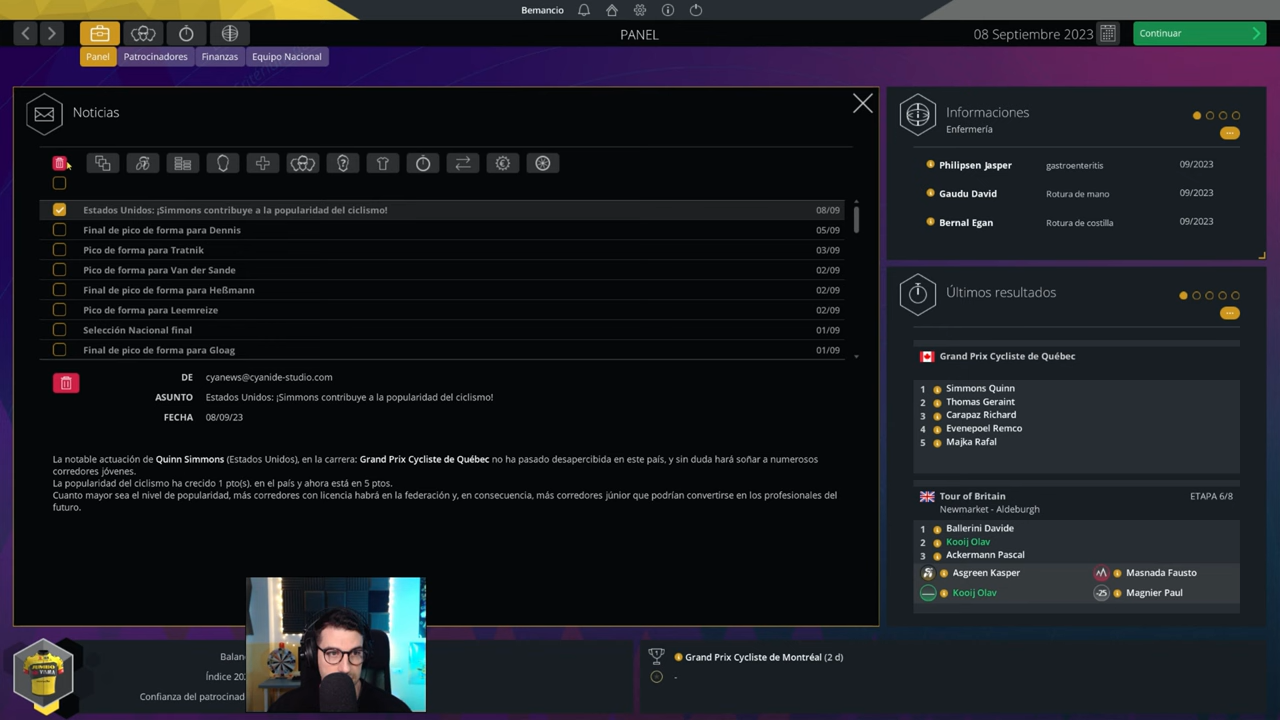 Bemancio
PANEL
08 Septiembre 2023
Continuar
Panel
Patrocinadores
Finanzas
Equipo Nacional
Noticias
Estados Unidos: ¡Simmons contribuye a la popularidad del ciclismo! 08/09
Final de pico de forma para Dennis 05/09
Pico de forma para Tratnik 03/09
Pico de forma para Van der Sande 02/09
Final de pico de forma para Heßmann 02/09
Pico de forma para Leemreize 02/09
Selección Nacional final 01/09
Final de pico de forma para Gloag 01/09
DE cyanews@cyanide-studio.com
ASUNTO Estados Unidos: ¡Simmons contribuye a la popularidad del ciclismo!
FECHA 08/09/23
La notable actuación de Quinn Simmons (Estados Unidos), en la carrera: Grand Prix Cycliste de Québec no ha pasado desapercibida en este país, y sin duda hará soñar a numerosos
corredores jóvenes.
La popularidad del ciclismo ha crecido 1 pto(s). en el país y ahora está en 5 ptos.
Cuanto mayor sea el nivel de popularidad, más corredores con licencia habrá en la federación y, en consecuencia, más corredores júnior que podrían convertirse en los profesionales del
futuro.
Informaciones
Enfermería
Philipsen Jasper gastroenteritis 09/2023
Gaudu David Rotura de mano 09/2023
Bernal Egan Rotura de costilla 09/2023
Últimos resultados
Grand Prix Cycliste de Québec
1 Simmons Quinn
2 Thomas Geraint
3 Carapaz Richard
4 Evenepoel Remco
5 Majka Rafal
Tour of Britain ETAPA 6/8
Newmarket - Aldeburgh
1 Ballerini Davide
2 Kooij Olav
3 Ackermann Pascal
Asgreen Kasper Masnada Fausto
Kooij Olav -25 Magnier Paul
Balan
Índice 202
Confianza del patrocinad
Grand Prix Cycliste de Montréal (2 d)
-